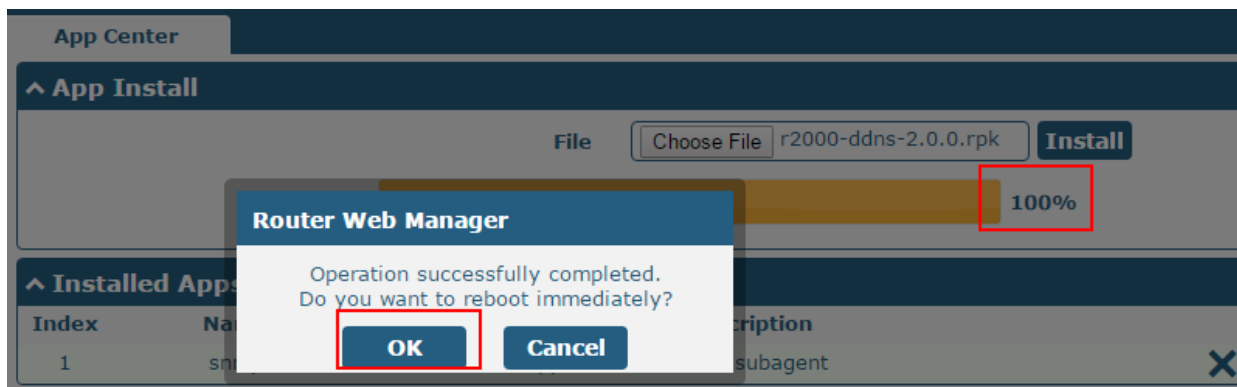 App Center
App Install
File Choose File r2000-ddns-2.0.0.rpk Install
100%
Router Web Manager
Operation successfully completed.
Do you want to reboot immediately?
OK Cancel
Installed Apps
Index
1 subagent